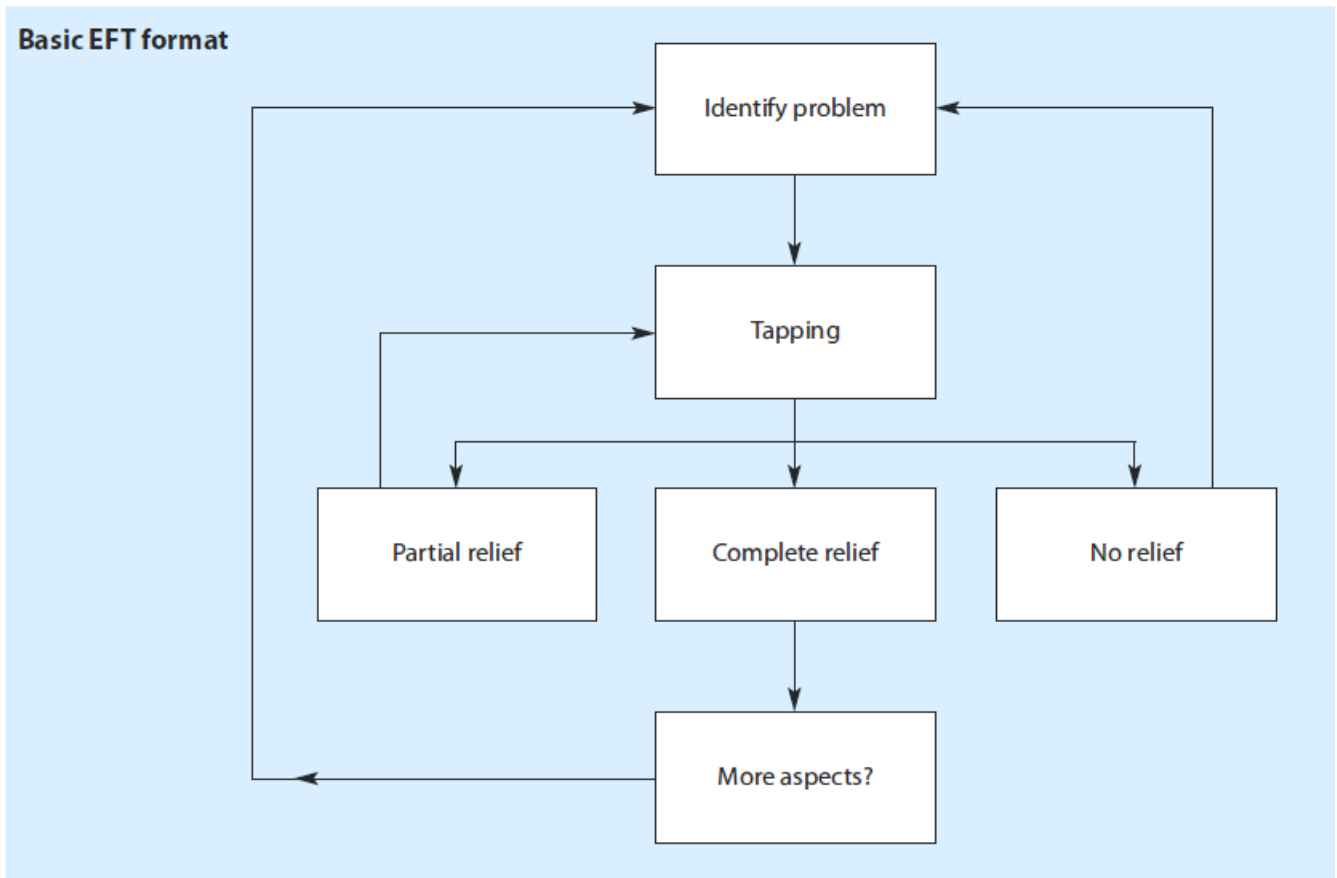 Basic EFT format
Identify problem
Tapping
Partial relief
Complete relief
No relief
More aspects?